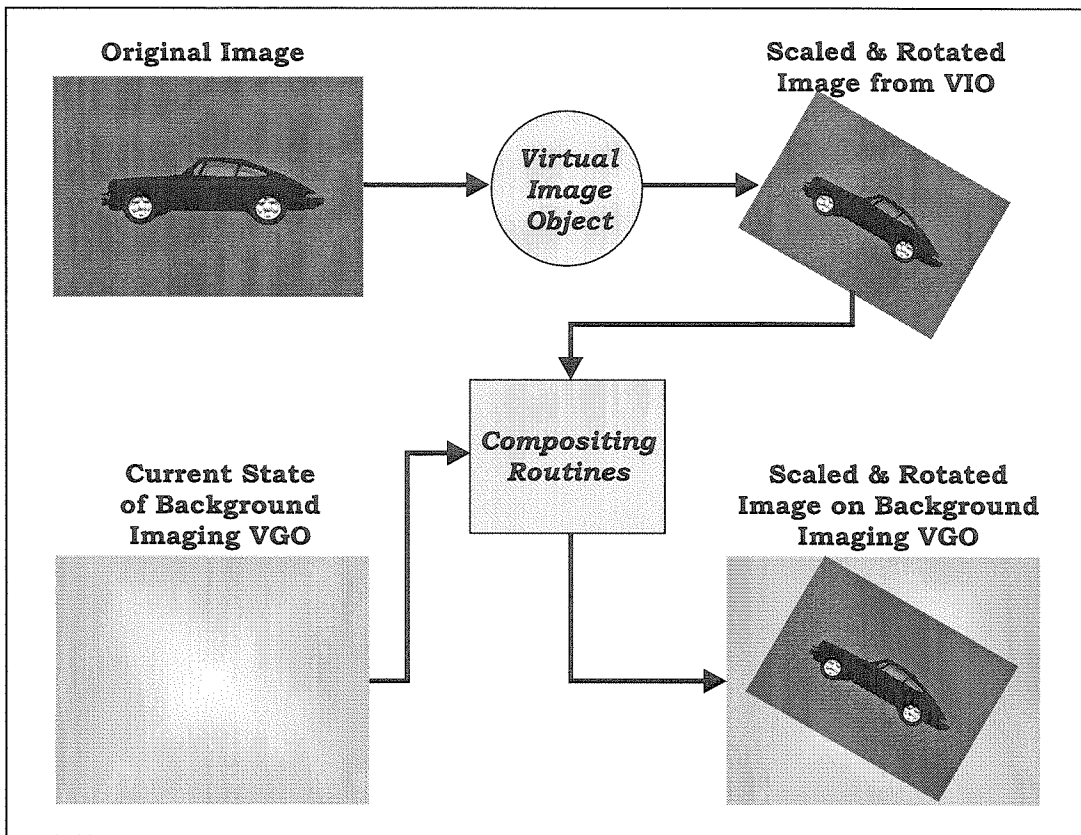 Original Image
Scaled & Rotated
Image from VIO
Virtual
Image
Object
Compositing
Routines
Current State
of Background
Imaging VGO
Scaled & Rotated
Image on Background
Imaging VGO